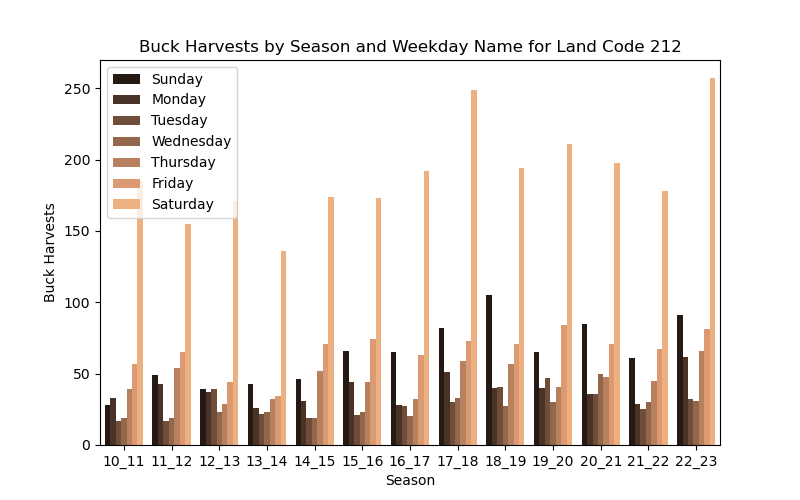 Buck Harvests by Season and Weekday Name for Land Code 212
Sunday
Monday
Tuesday
Wednesday
Thursday
Friday
Saturday
250
200
150
100
50
0
Buck Harvests
10_11 11_12 12_13 13_14 14_15 15_16 16_17 17_18 18_19 19_20 20_21 21_22 22_23
Season